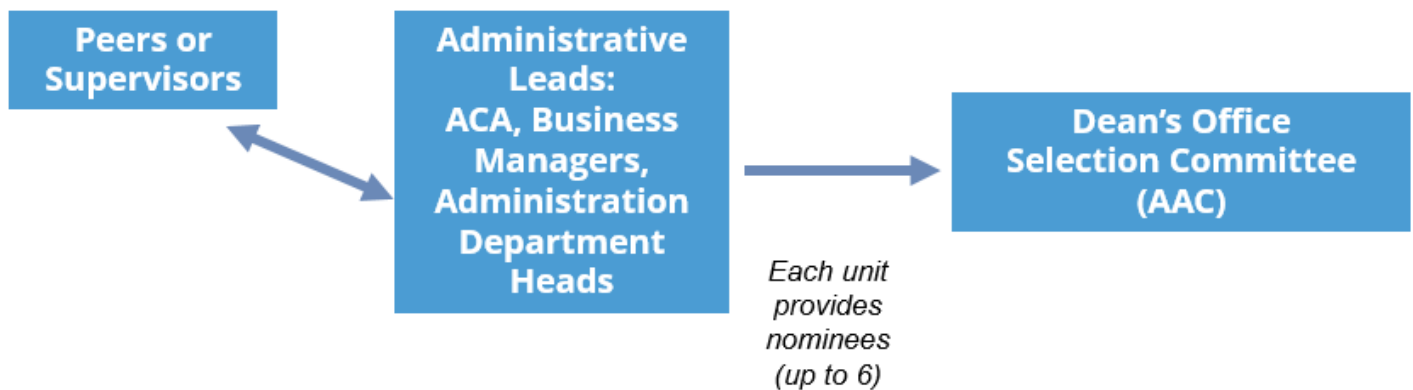 Peers or
Supervisors
Administrative
Leads:
ACA, Business
Managers,
Administration
Department
Heads
Each unit
provides
nominees
(up to 6)
Dean’s Office
Selection Committee
(AAC)